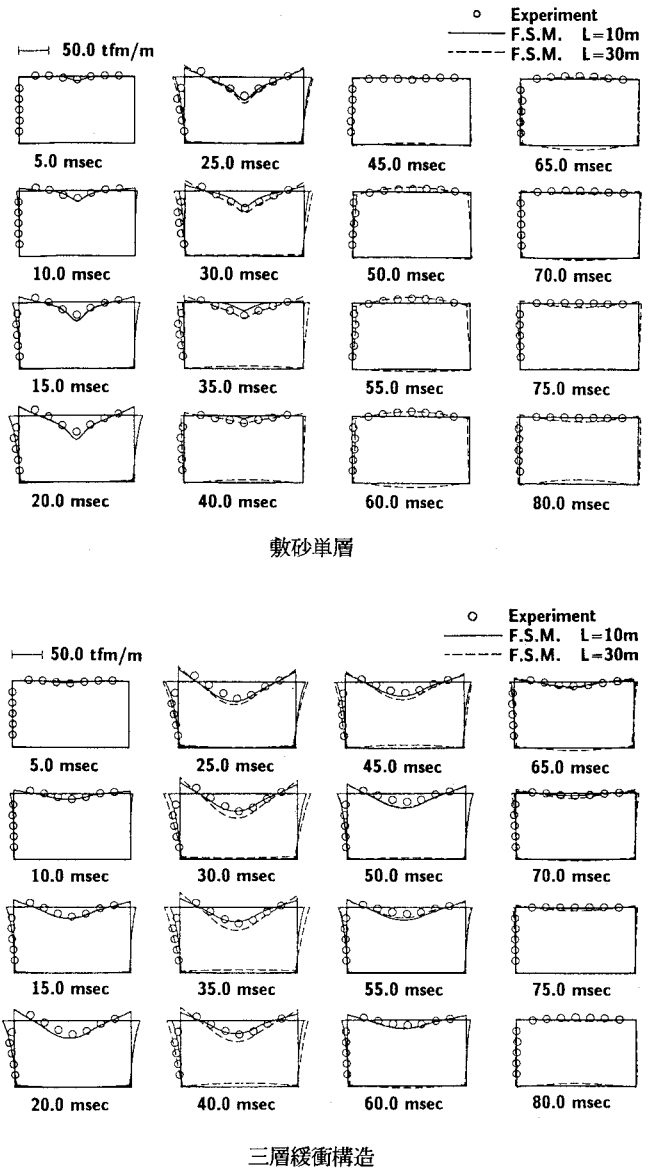 Experiment
50.0 tfm/m
F.S.M. L=10m
F.S.M. L=30m
5.0 msec
25.0 msec
45.0 msec
65.0 msec
10.0 msec
30.0 msec
50.0 msec
70.0 msec
15.0 msec
35.0 msec
55.0 msec
75.0 msec
20.0 msec
40.0 msec
60.0 msec
80.0 msec
敷砂単層
Experiment
50.0 tfm/m
F.S.M. L=10m
F.S.M. L=30m
5.0 msec
25.0 msec
45.0 msec
65.0 msec
10.0 msec
30.0 msec
50.0 msec
70.0 msec
15.0 msec
35.0 msec
55.0 msec
75.0 msec
20.0 msec
40.0 msec
60.0 msec
80.0 msec
三層緩衝構造